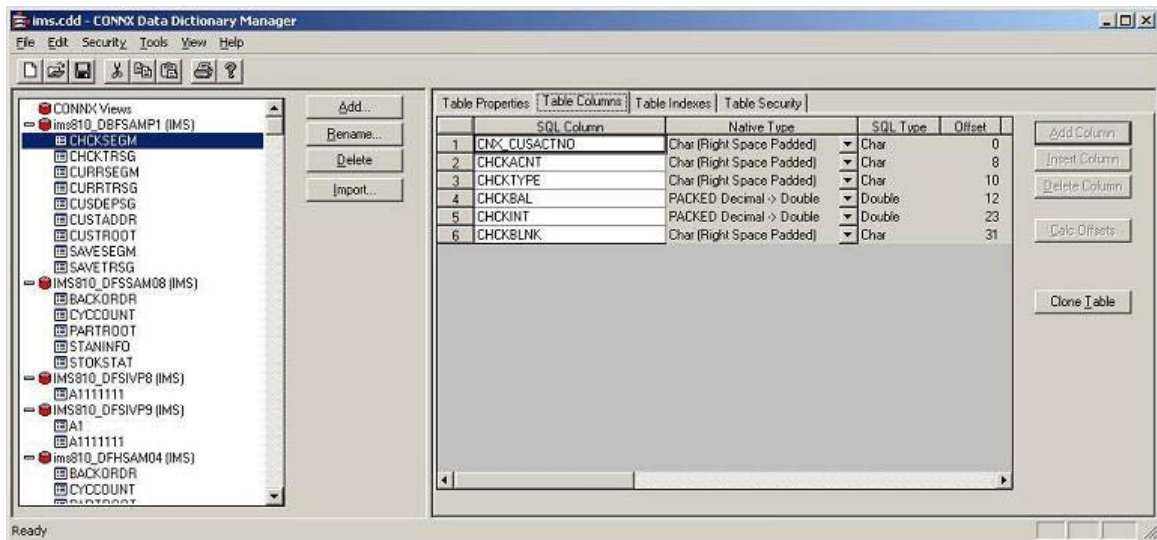 ims.cdd - CONNX Data Dictionary Manager
File Edit Security Tools View Help
CONNX Views
ims810_DBFSAMP1 (IMS)
CHCKSEGM
CHCKTRSG
CURRSEGM
CURRTRSG
CUSDEPSG
CUSTADDR
CUSTROOT
SAVESEGM
SAVETRSG
IMS810_DFSSAM08 (IMS)
BACKORDR
CYCCOUNT
PARTROOT
STANINFO
STOKSTAT
IMS810_DFSIVP8 (IMS)
A1111111
IMS810_DFSIVP9 (IMS)
A1
A1111111
ims810_DFHSAM04 (IMS)
BACKORDR
CYCCOUNT
PARTROOT
Add...
Rename...
Delete
Import...
Table Properties Table Columns Table Indexes Table Security
SQL Column Native Type SQL Type Offset
1 CNX_CUSACTNO Char (Right Space Padded) Char 0
2 CHCKACNT Char (Right Space Padded) Char 8
3 CHCKTYPE Char (Right Space Padded) Char 10
4 CHCKBAL PACKED Decimal -> Double Double 12
5 CHCKINT PACKED Decimal -> Double Double 23
6 CHCKBLNK Char (Right Space Padded) Char 31
Add Column
Insert Column
Delete Column
Calc Offsets
Clone Table
Ready